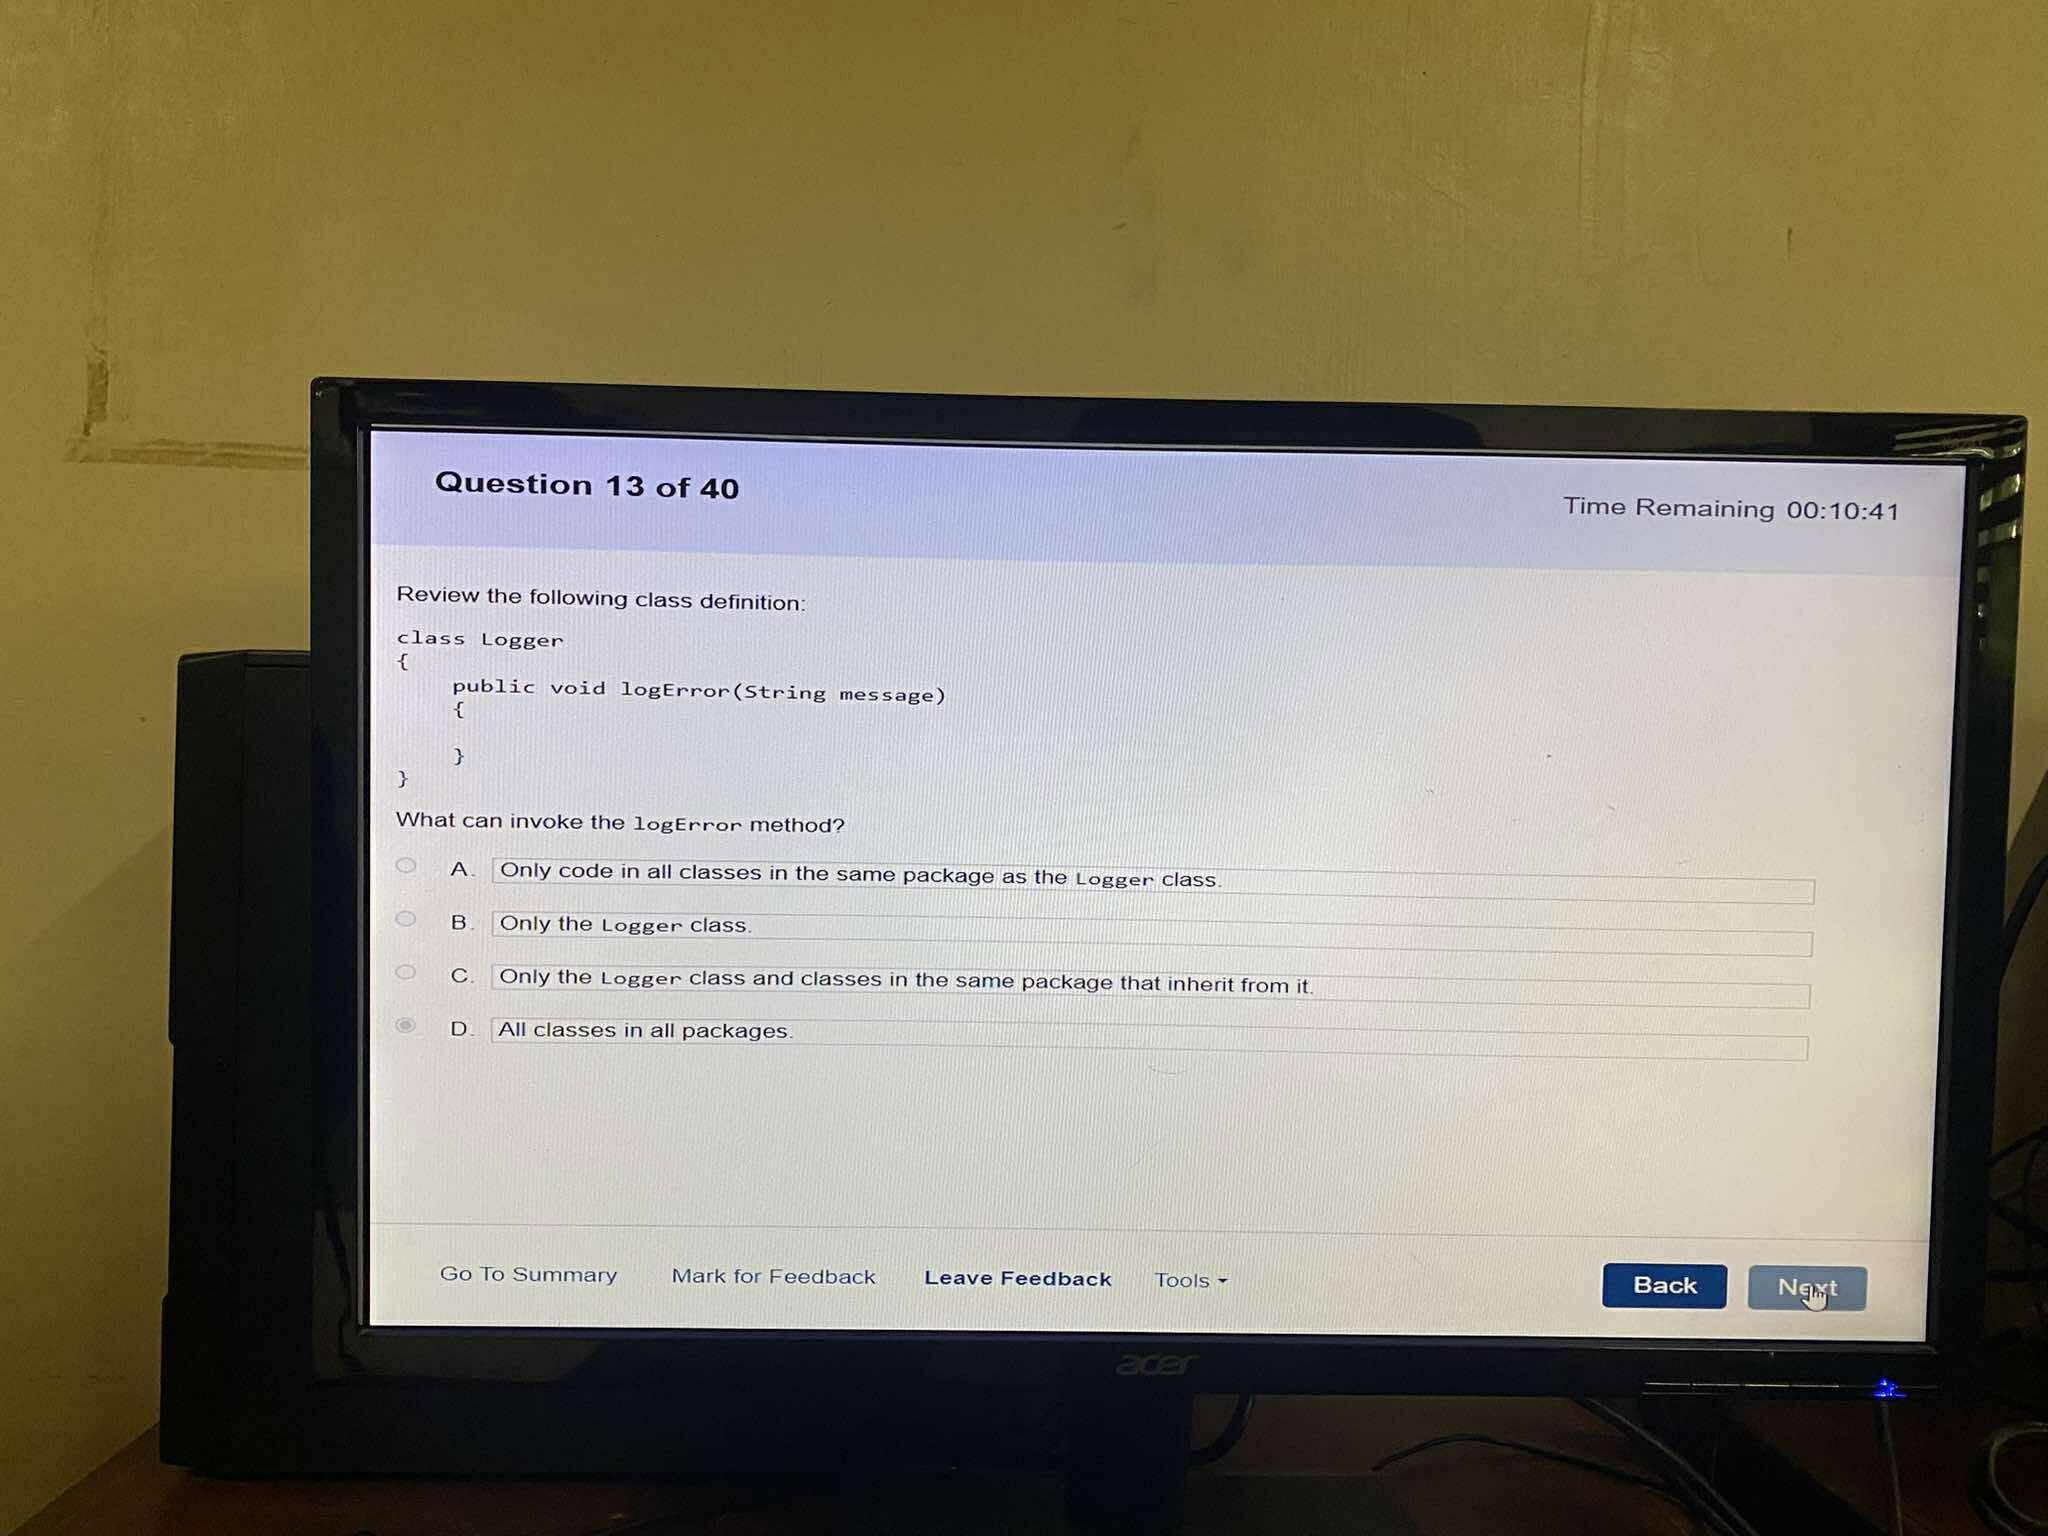 Question 13 of 40
Time Remaining 00:10:41
Review the following class definition:
class Logger
{
public void logError(String message)
{
}
}
What can invoke the logError method?
A. Only code in all classes in the same package as the Logger class.
B. Only the Logger class.
C. Only the Logger class and classes in the same package that inherit from it.
D. All classes in all packages.
Go To Summary Mark for Feedback Leave Feedback Tools Back Next
acer